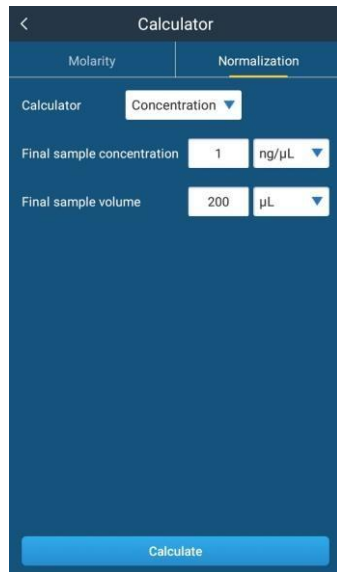 Calculator
Molarity Normalization
Calculator Concentration
Final sample concentration 1 ng/µL
Final sample volume 200 µL
Calculate